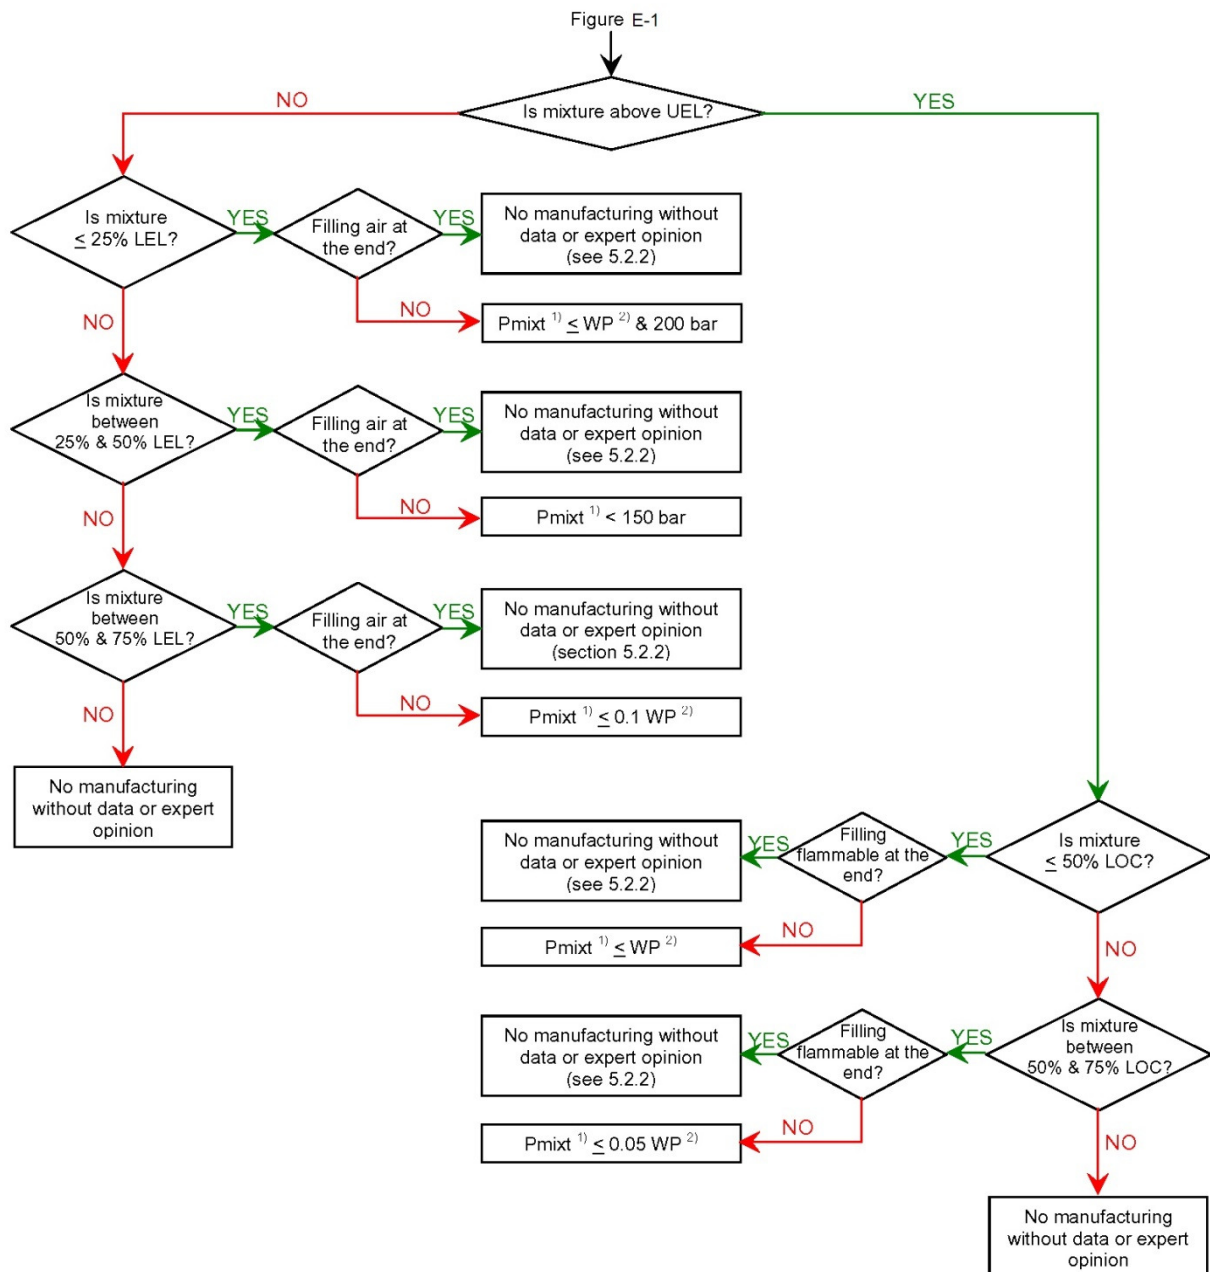 Figure E-1
Is mixture above UEL?
NO
YES
Is mixture
≤ 25% LEL?
YES
Filling air at
the end?
YES
No manufacturing without
data or expert opinion
(see 5.2.2)
NO
Pmixt 1) ≤ WP 2) & 200 bar
NO
Is mixture
between
25% & 50% LEL?
YES
Filling air at
the end?
YES
No manufacturing without
data or expert opinion
(see 5.2.2)
NO
Pmixt 1) < 150 bar
NO
Is mixture
between
50% & 75% LEL?
YES
Filling air at
the end?
YES
No manufacturing without
data or expert opinion
(section 5.2.2)
NO
Pmixt 1) ≤ 0.1 WP 2)
NO
No manufacturing
without data or expert
opinion
Is mixture
≤ 50% LOC?
YES
Filling
flammable at the
end?
YES
No manufacturing without
data or expert opinion
(see 5.2.2)
NO
Pmixt 1) ≤ WP 2)
NO
Is mixture
between
50% & 75% LOC?
YES
Filling
flammable at the
end?
YES
No manufacturing without
data or expert opinion
(see 5.2.2)
NO
Pmixt 1) ≤ 0.05 WP 2)
NO
No manufacturing
without data or expert
opinion